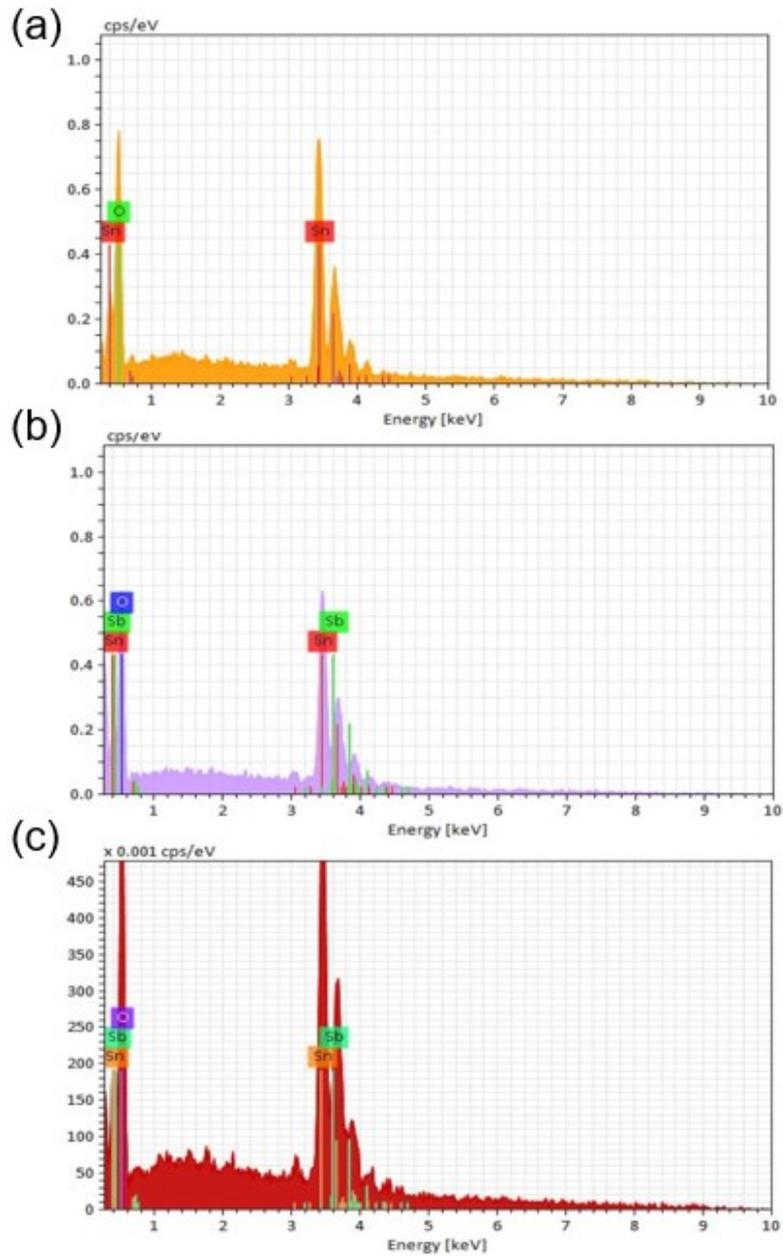 (a)
cps/eV
1.0
0.8
0.6
0.4
0.2
0.0
O
Sn
Sn
1 2 3 4 5 6 7 8 9 10
Energy [keV]
(b)
cps/eV
1.0
0.8
0.6
0.4
0.2
0.0
O
Sb
Sn
Sb
Sn
1 2 3 4 5 6 7 8 9 10
Energy [keV]
(c)
x 0.001 cps/eV
450
400
350
300
250
200
150
100
50
0
O
Sb
Sn
Sb
Sn
1 2 3 4 5 6 7 8 9 10
Energy [keV]